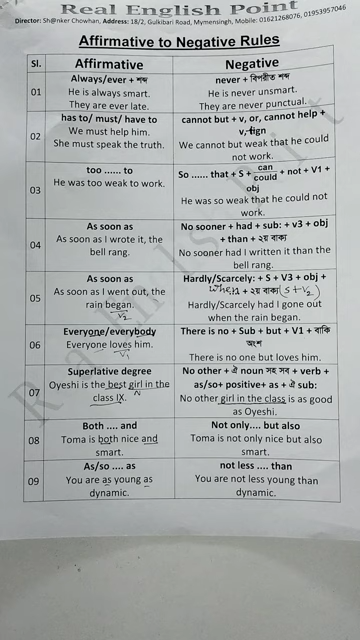 Real English Point
Director: Sh@nker Chowhan, Address: 18/2, Gulkibari Road, Mymensingh, Mobile: 01621268076, 01953957046
Affirmative to Negative Rules
Sl. Affirmative Negative
01 Always/ever + শব্দ never + বিপরীত শব্দ
He is always smart. He is never unsmart.
They are ever late. They are never punctual.
02 has to/ must/ have to cannot but + v, or, cannot help +
We must help him. v,
She must speak the truth. We cannot but weak that he could
not work.
03 too ...... to So ...... that + S + can/could + not + V1 +
He was too weak to work. obj
He was so weak that he could not
work.
04 As soon as No sooner + had + sub: + v3 + obj
As soon as I wrote it, the + than + ২য় বাক্য
bell rang. No sooner had I written it than the
bell rang.
05 As soon as Hardly/Scarcely: + S + V3 + obj +
As soon as I went out, the when + ২য় বাক্য (S+V2)
rain began. Hardly/Scarcely had I gone out
V2 when the rain began.
06 Everyone/everybody There is no + Sub + but + V1 + বাকি
Everyone loves him. অংশ
V1 There is no one but loves him.
07 Superlative degree No other + ঐ noun সহ সব + verb +
Oyeshi is the best girl in the as/so+ positive+ as + ঐ sub:
class IX. N No other girl in the class is as good
as Oyeshi.
08 Both .... and Not only.... but also
Toma is both nice and Toma is not only nice but also
smart. smart.
09 As/so .... as not less .... than
You are as young as You are not less young than
dynamic. dynamic.